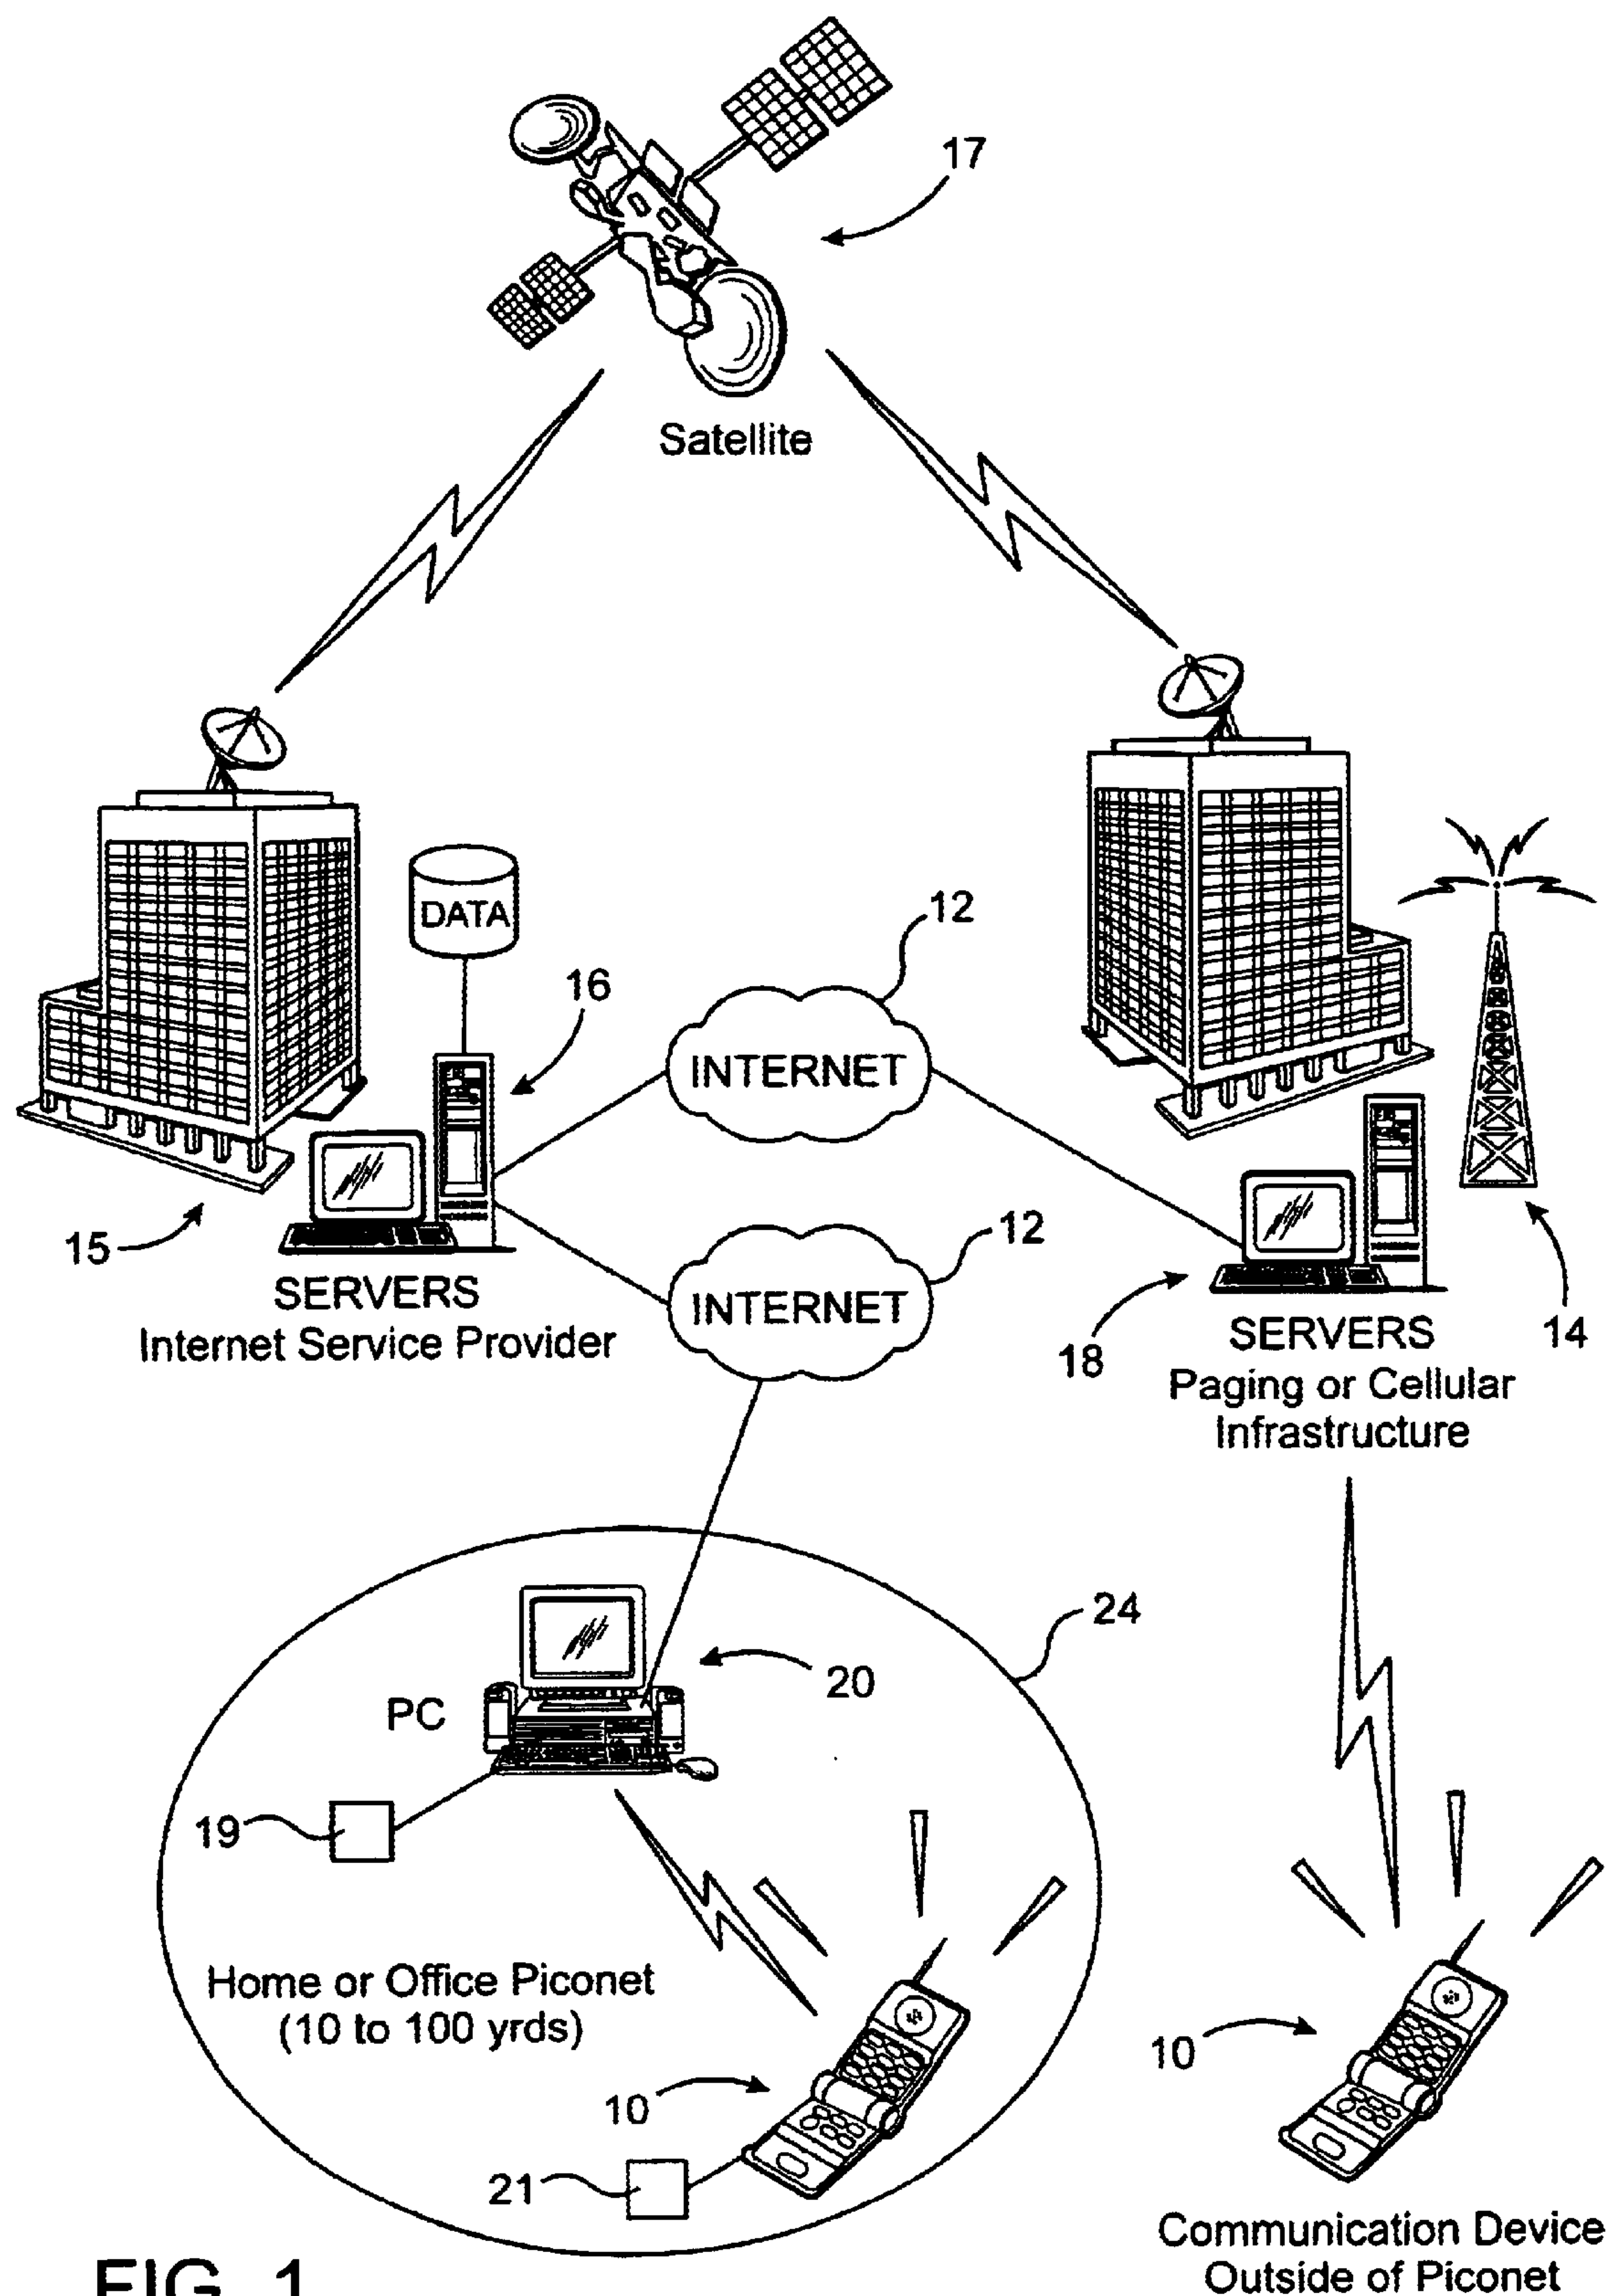 17
Satellite
DATA
12
16
INTERNET
12
15
INTERNET
SERVERS
Internet Service Provider
18
SERVERS
Paging or Cellular
Infrastructure
14
24
20
PC
19
Home or Office Piconet
(10 to 100 yrds)
10
10
21
Communication Device
Outside of Piconet
FIG. 1